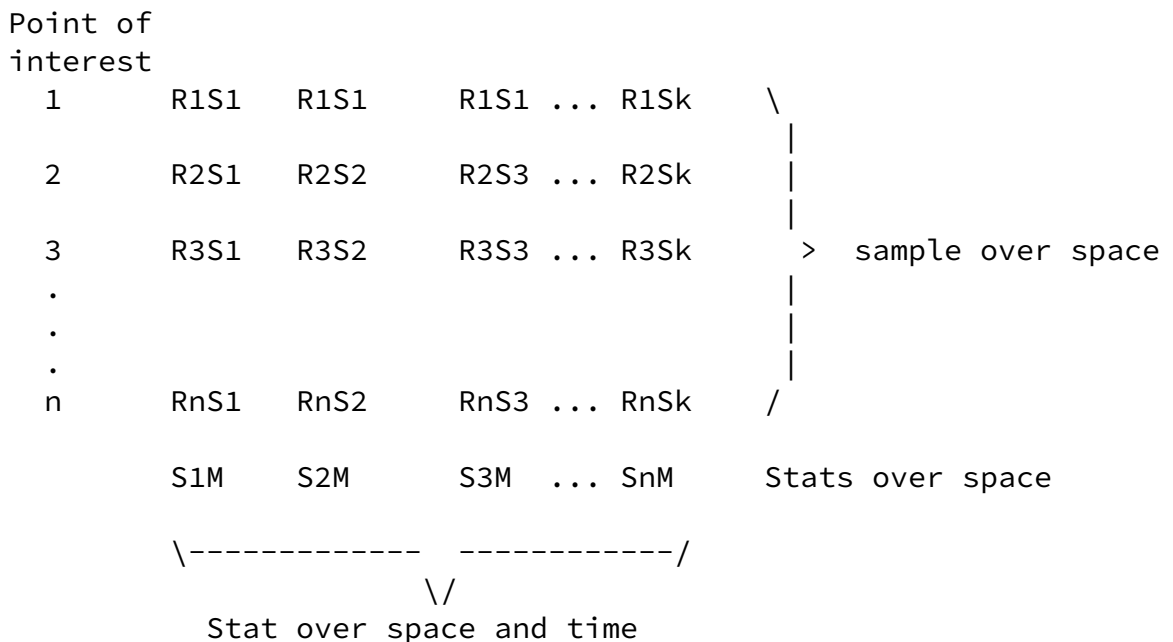 Point of
interest
1 R1S1 R1S1 R1S1 ... R1Sk \
|
2 R2S1 R2S2 R2S3 ... R2Sk |
|
3 R3S1 R3S2 R3S3 ... R3Sk > sample over space
. |
. |
. |
n RnS1 RnS2 RnS3 ... RnSk /
S1M S2M S3M ... SnM Stats over space
\------------- ------------/
\/
Stat over space and time